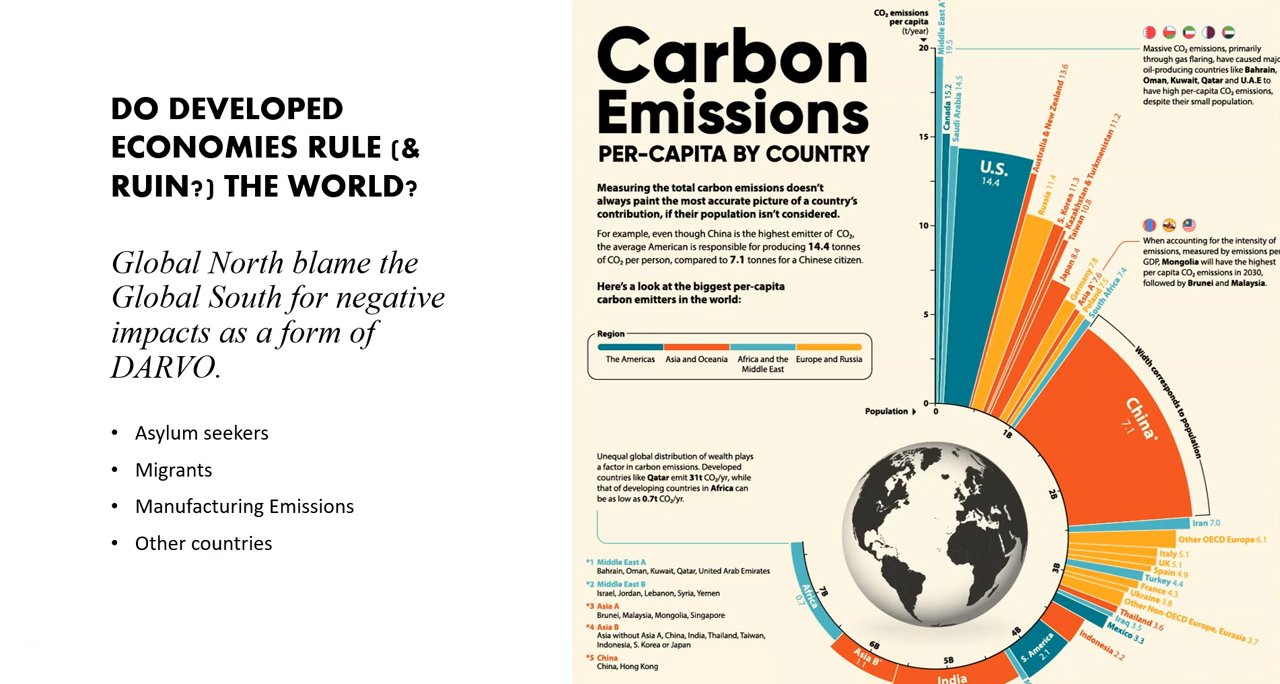 DO DEVELOPED
ECONOMIES RULE (&
RUIN?) THE WORLD?
Global North blame the
Global South for negative
impacts as a form of
DARVO.
• Asylum seekers
• Migrants
• Manufacturing Emissions
• Other countries
Carbon
Emissions
PER-CAPITA BY COUNTRY
Measuring the total carbon emissions doesn't
always paint the most accurate picture of a country's
contribution, if their population isn't considered.
For example, even though China is the highest emitter of CO₂,
the average American is responsible for producing 14.4 tonnes
of CO₂ per person, compared to 7.1 tonnes for a Chinese citizen.
Here's a look at the biggest per-capita
carbon emitters in the world:
Region
The Americas
Asia and Oceania
Africa and the
Middle East
Europe and Russia
CO₂ emissions
per capita
(t/year)
20
15
10
5
0
Population
0
1B
2B
3B
4B
5B
6B
7B
Middle East A
19.5
Canada 15.2
Saudi Arabia 14.5
U.S.
14.4
Australia & New Zealand 13.6
Russia 11.4
S. Korea 11.3
Kazakhstan & Turkmenistan 11.2
Taiwan 10.8
Japan 8.4
Germany 7.8
Asia A* 7.6
Poland 7.5
South Africa 7.4
China*
7.1
Width corresponds to population
Iran 7.0
Other OECD Europe 6.1
Italy 5.1
UK 5.1
Spain 4.9
Turkey 4.4
France 4.3
Ukraine 3.8
Other Non-OECD Europe, Eurasia 3.7
Thailand 3.6
Iraq 3.5
Mexico 3.3
Indonesia 2.2
S. America
2.1
India
Asia B*
1.1
Africa
0.7
Massive CO₂ emissions, primarily
through gas flaring, have caused
oil-producing countries like Bahrain,
Oman, Kuwait, Qatar and U.A.E to
have high per-capita CO₂ emissions,
despite their small population.
When accounting for the intensity of
emissions, measured by emissions
GDP, Mongolia will have the highest
per capita CO₂ emissions in 2030,
followed by Brunei and Malaysia.
Unequal global distribution of wealth plays
a factor in carbon emissions. Developed
countries like Qatar emit 31t CO₂/yr, while
that of developing countries in Africa can
be as low as 0.7t CO₂/yr.
*1 Middle East A
Bahrain, Oman, Kuwait, Qatar, United Arab Emirates
*2 Middle East B
Israel, Jordan, Lebanon, Syria, Yemen
*3 Asia A
Brunei, Malaysia, Mongolia, Singapore
*4 Asia B
Asia without Asia A, China, India, Thailand, Taiwan,
Indonesia, S. Korea or Japan
*5 China
China, Hong Kong